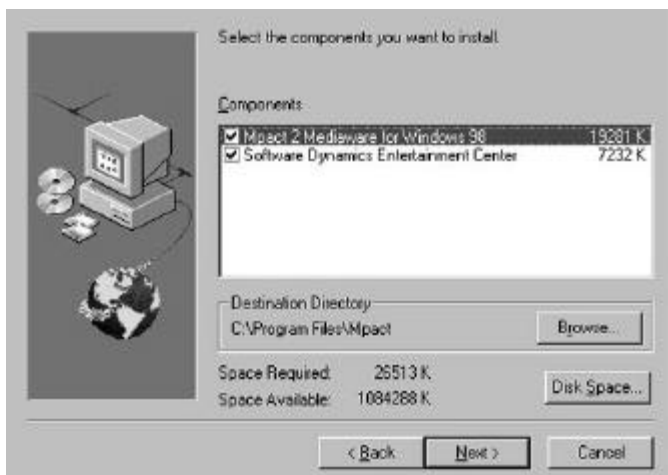 Select the components you want to install.
Components
Mpact 2 Mediaware for Windows 98 19281 K
Software Dynamics Entertainment Center 7232 K
Destination Directory
C:\Program Files\Mpact
Browse...
Space Required: 26513 K
Space Available: 1084288 K
Disk Space...
< Back Next > Cancel